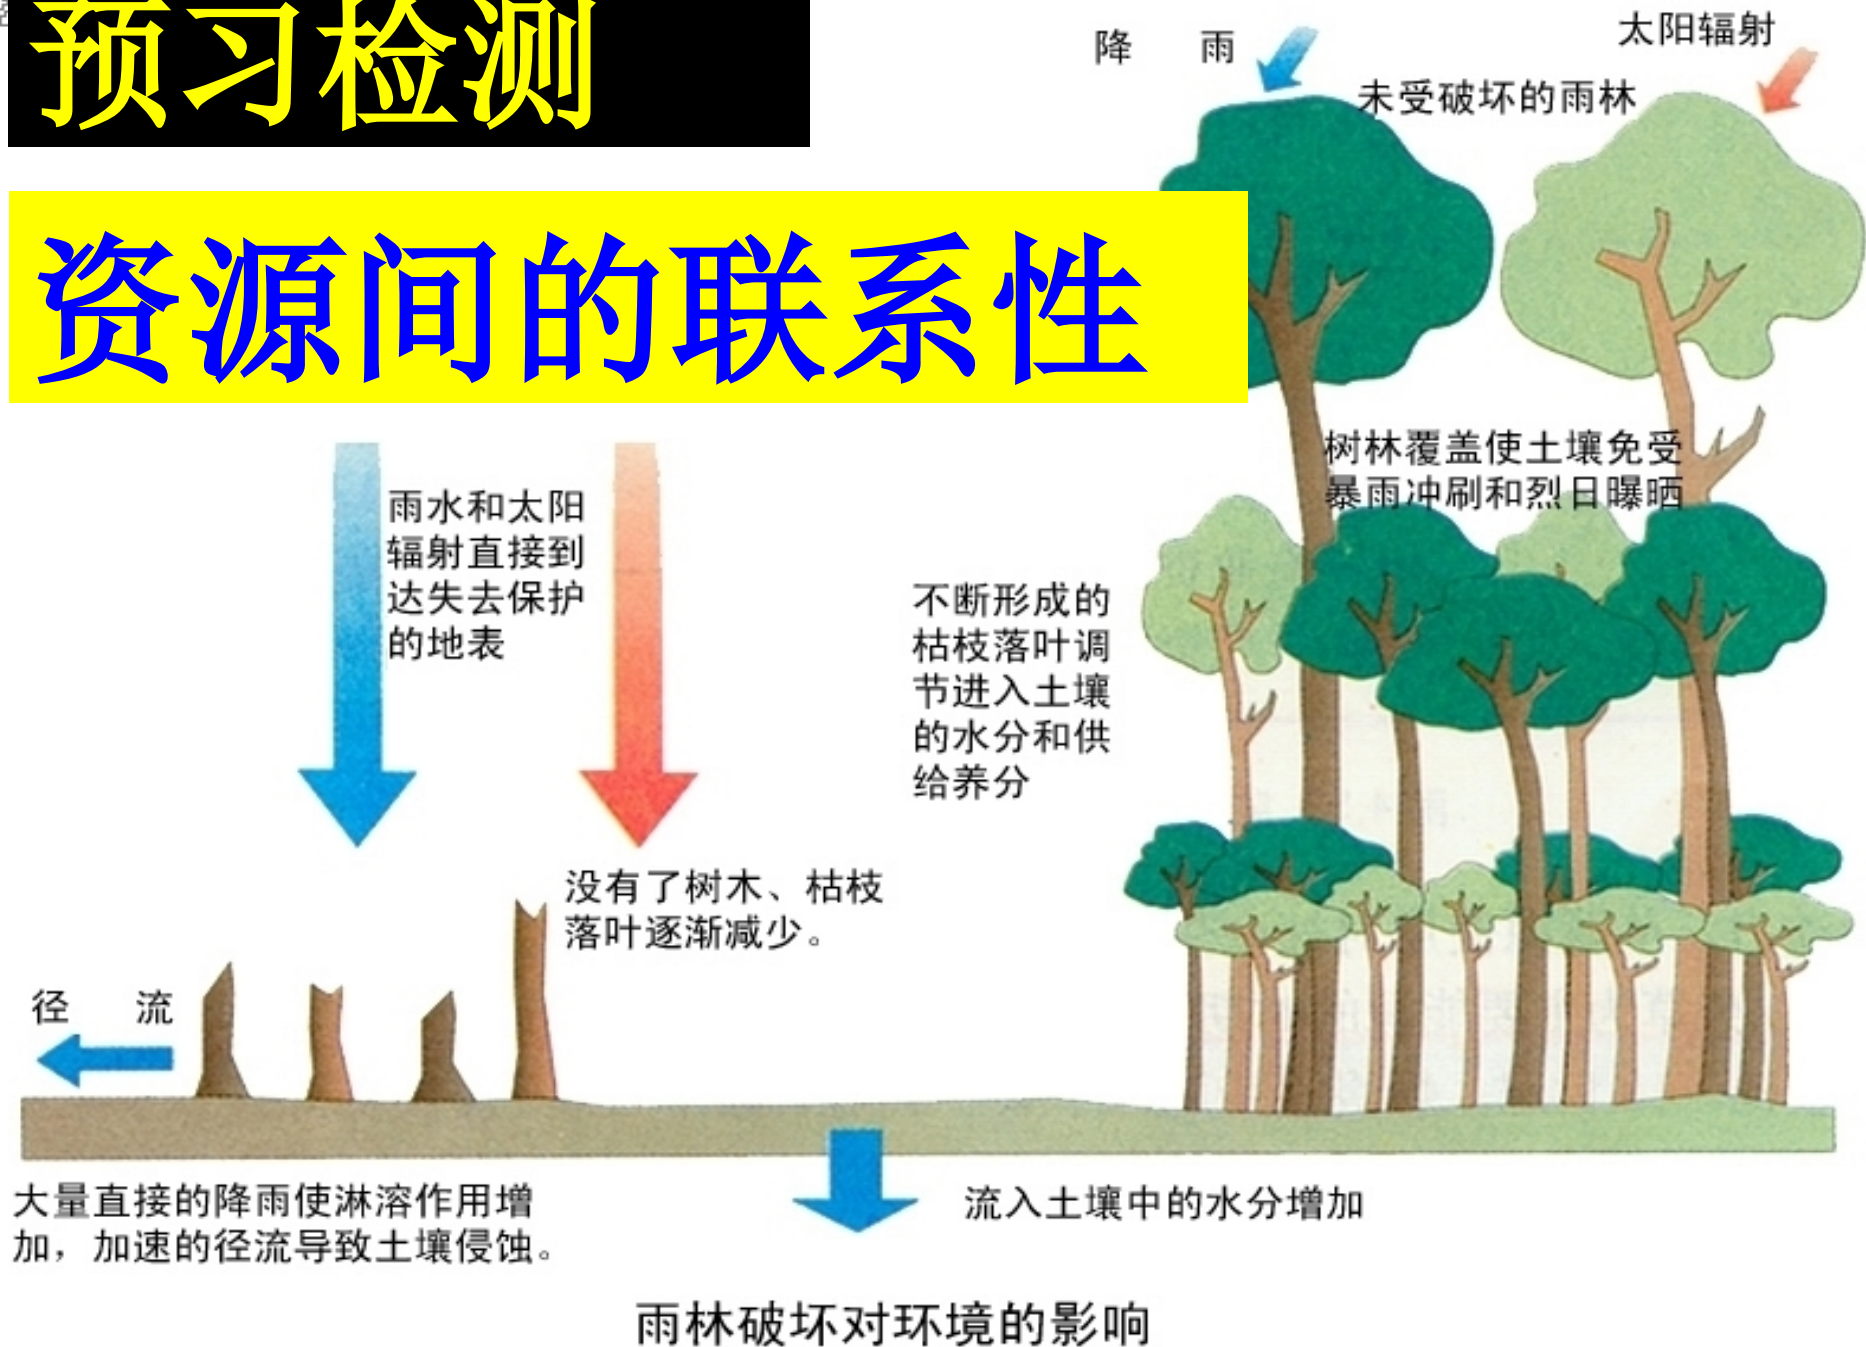 预习检测
资源间的联系性
降 雨
太阳辐射
未受破坏的雨林
树林覆盖使土壤免受
暴雨冲刷和烈日曝晒
雨水和太阳
辐射直接到
达失去保护
的地表
不断形成的
枯枝落叶调
节进入土壤
的水分和供
给养分
没有了树木、枯枝
落叶逐渐减少。
径 流
大量直接的降雨使淋溶作用增
加，加速的径流导致土壤侵蚀。
流入土壤中的水分增加
雨林破坏对环境的影响